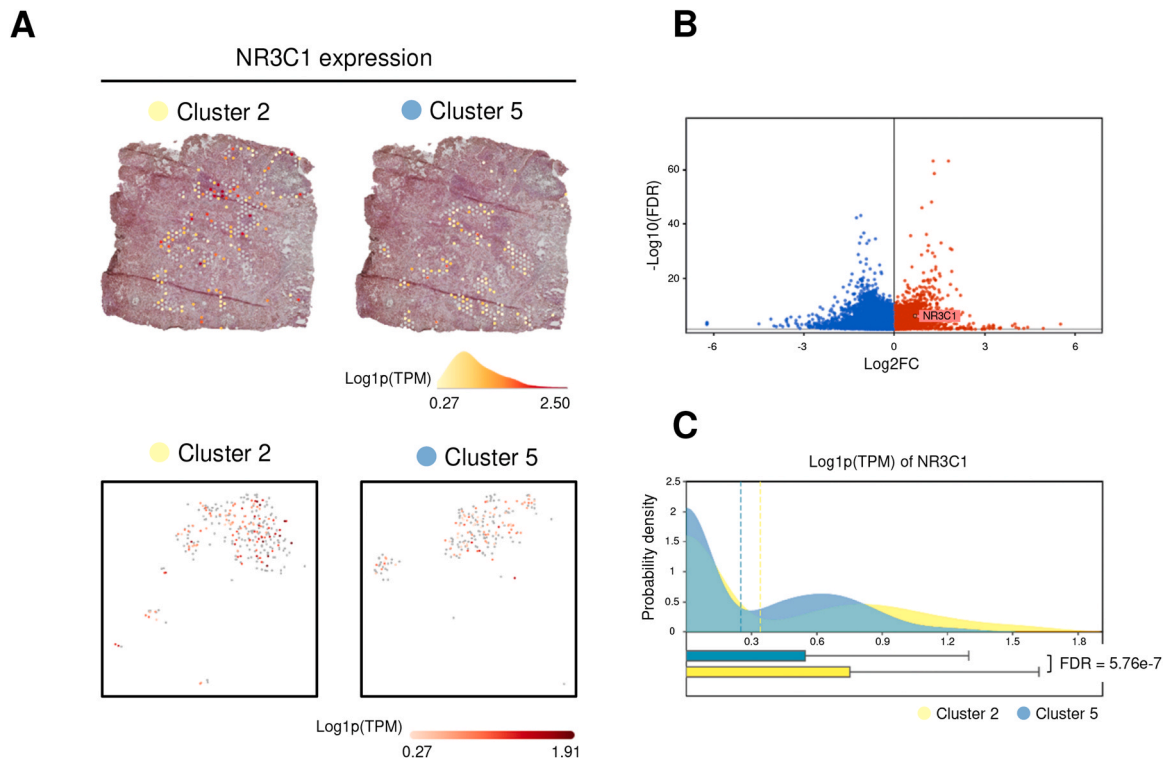 A
NR3C1 expression
Cluster 2
Cluster 5
Log1p(TPM)
0.27
2.50
Cluster 2
Cluster 5
Log1p(TPM)
0.27
1.91
B
-Log10(FDR)
60
40
20
NR3C1
-6
-3
0
3
6
Log2FC
C
Log1p(TPM) of NR3C1
Probability density
2.5
2
1.5
1
0.5
0
0.3
0.6
0.9
1.2
1.5
1.8
FDR = 5.76e-7
Cluster 2
Cluster 5